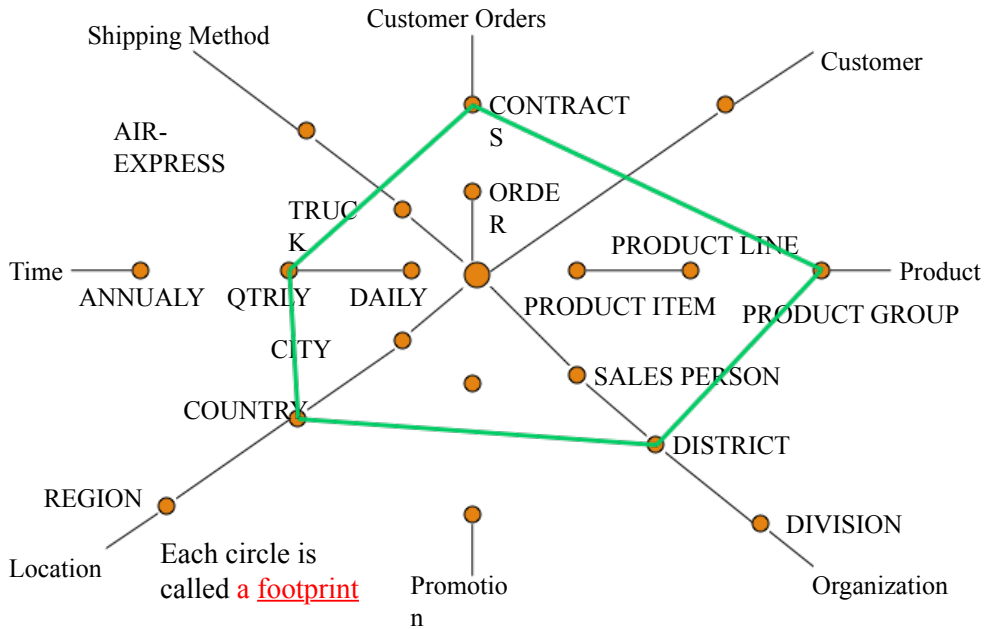 Customer Orders
Shipping Method
Customer
CONTRACT
S
AIR-
EXPRESS
ORDE
R
TRUC
K
PRODUCT LINE
Time
Product
ANNUALY
QTRLY
DAILY
PRODUCT ITEM
PRODUCT GROUP
CITY
SALES PERSON
COUNTRY
DISTRICT
REGION
DIVISION
Each circle is
called a footprint
Location
Promotio
n
Organization